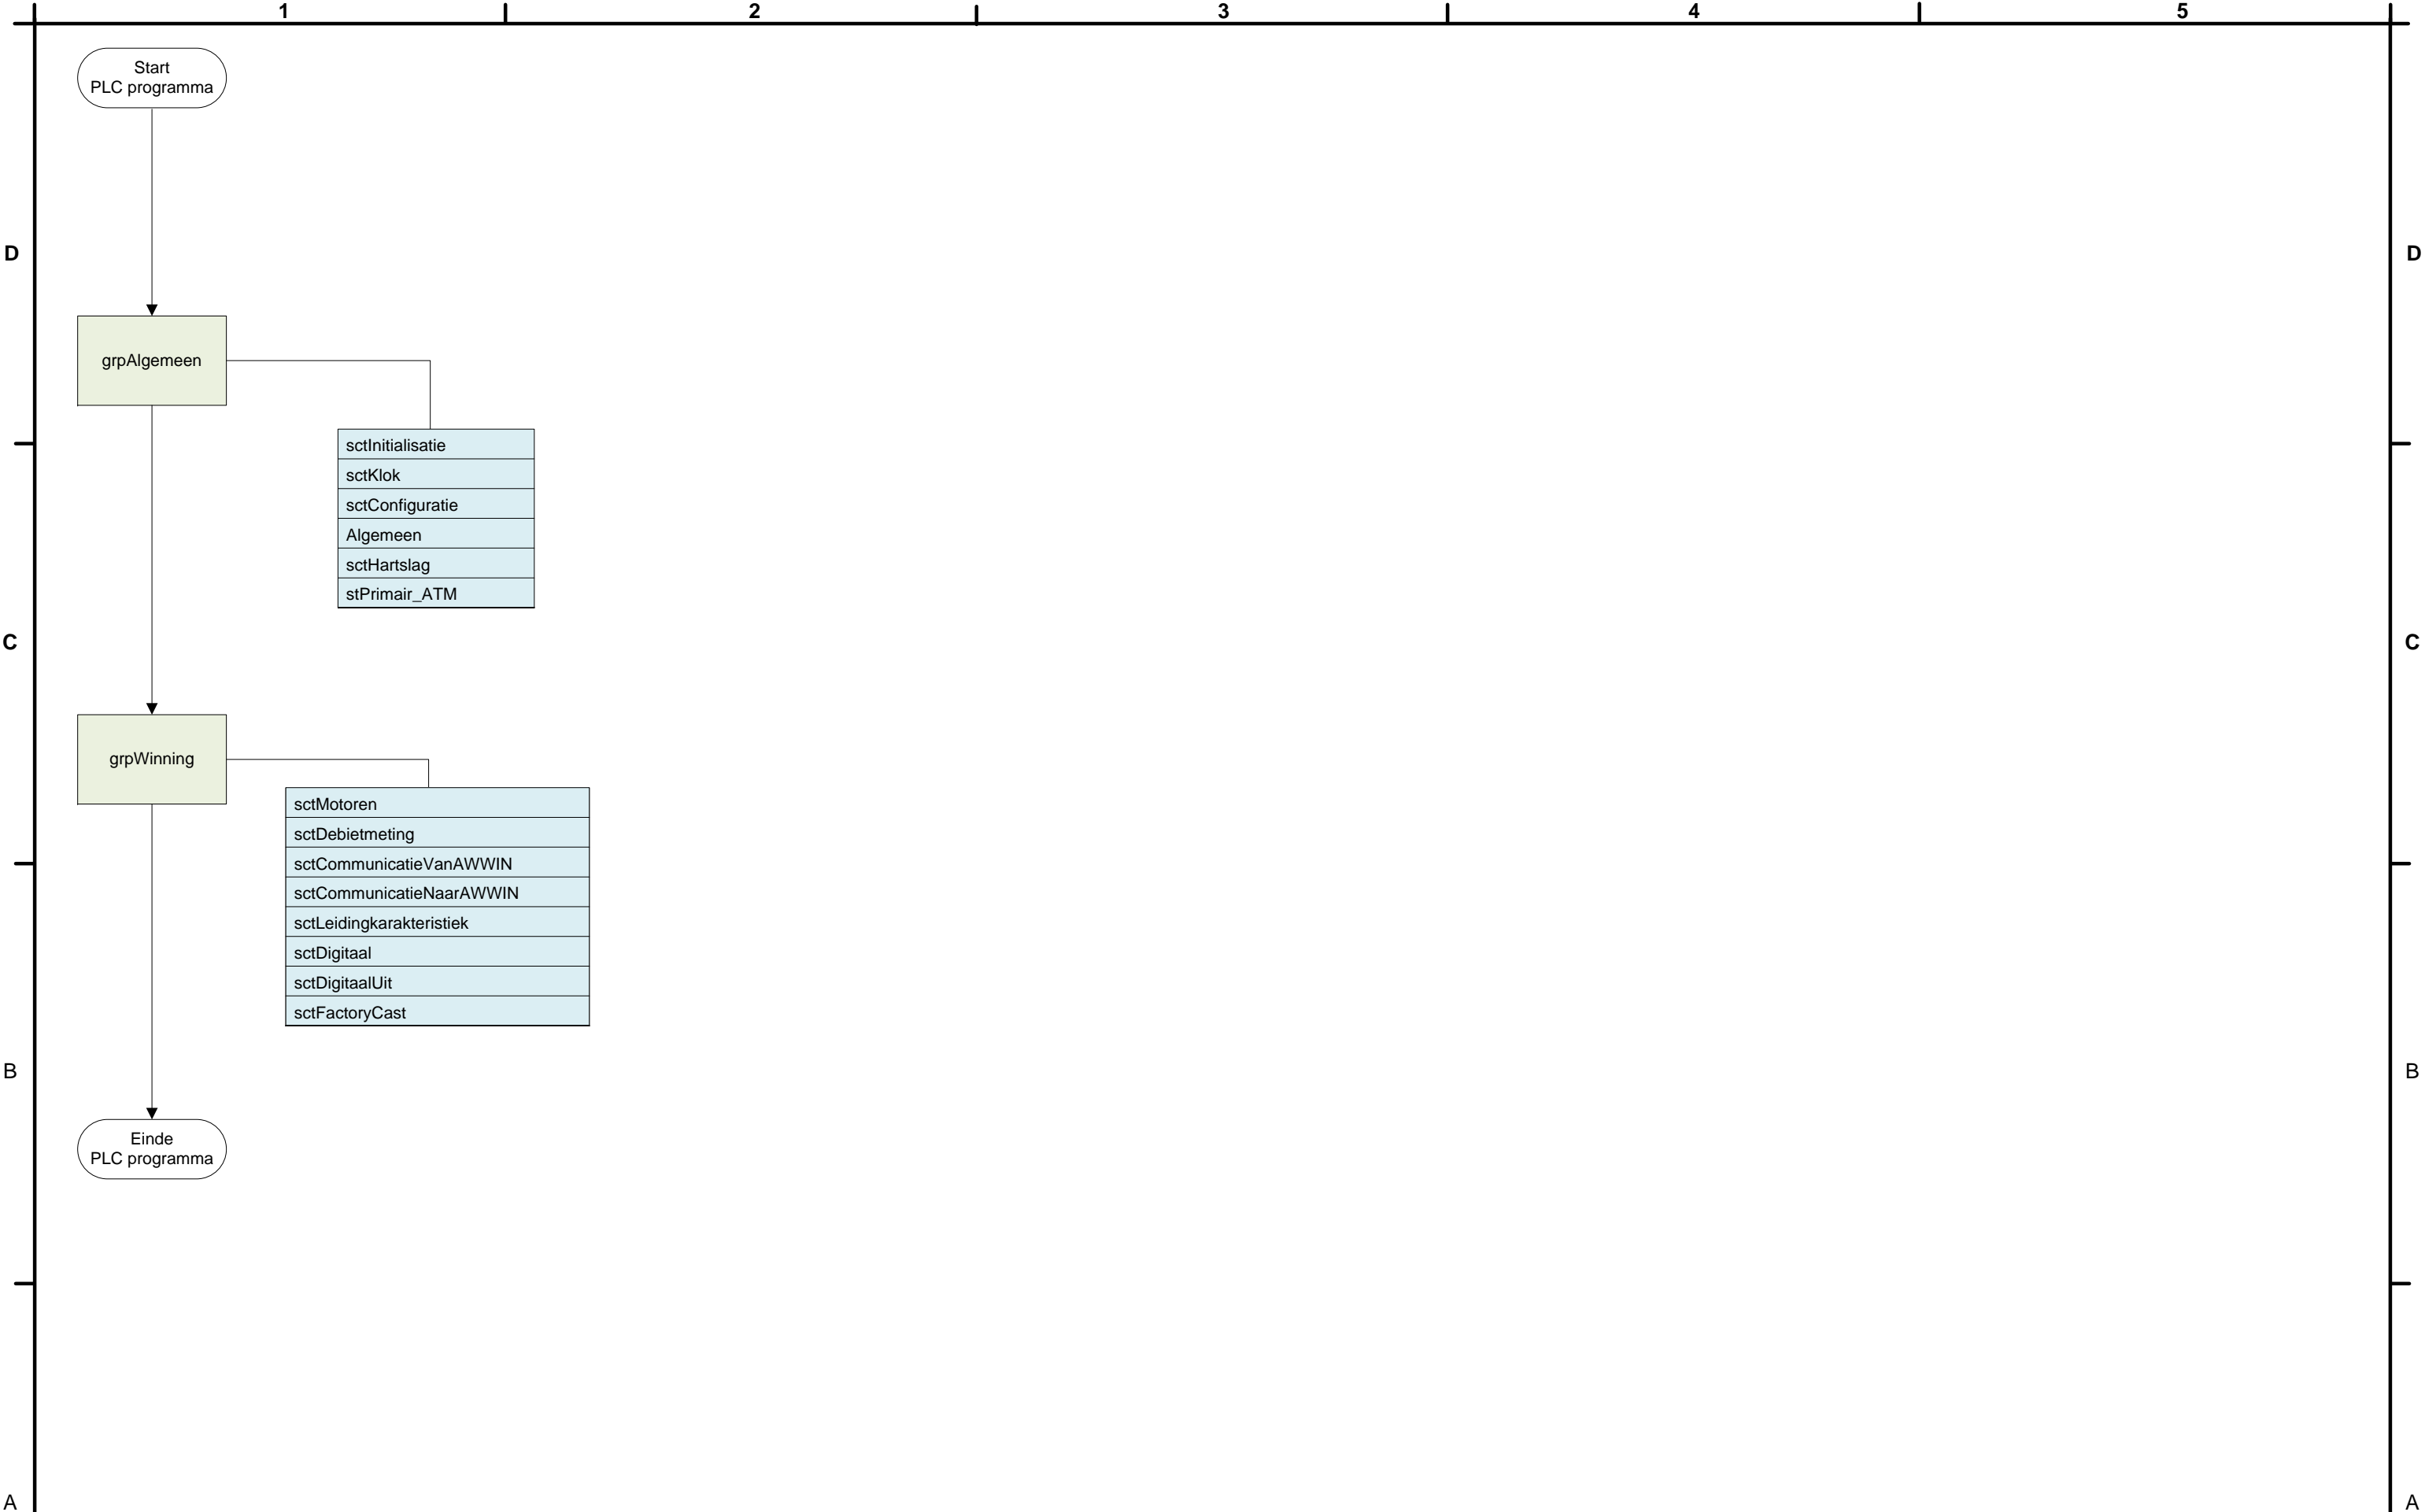 1 2 3 4 5
Start
PLC programma
D D
grpAlgemeen
sctInitialisatie
sctKlok
sctConfiguratie
Algemeen
sctHartslag
stPrimair_ATM
C C
grpWinning
sctMotoren
sctDebietmeting
sctCommunicatieVanAWWIN
sctCommunicatieNaarAWWIN
sctLeidingkarakteristiek
sctDigitaal
sctDigitaalUit
sctFactoryCast
B B
Einde
PLC programma
A A